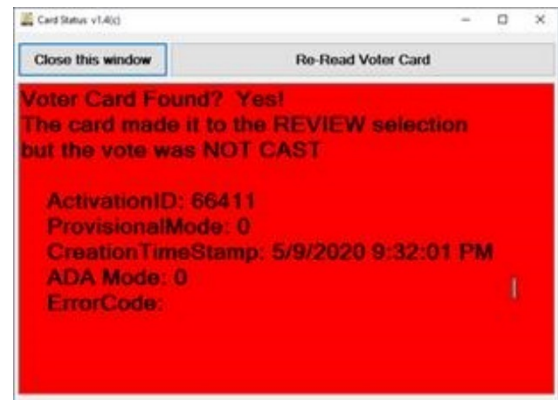 Card Status v1.4(c)
Close this window
Re-Read Voter Card
Voter Card Found? Yes!
The card made it to the REVIEW selection
but the vote was NOT CAST
ActivationID: 66411
ProvisionalMode: 0
CreationTimeStamp: 5/9/2020 9:32:01 PM
ADA Mode: 0
ErrorCode: